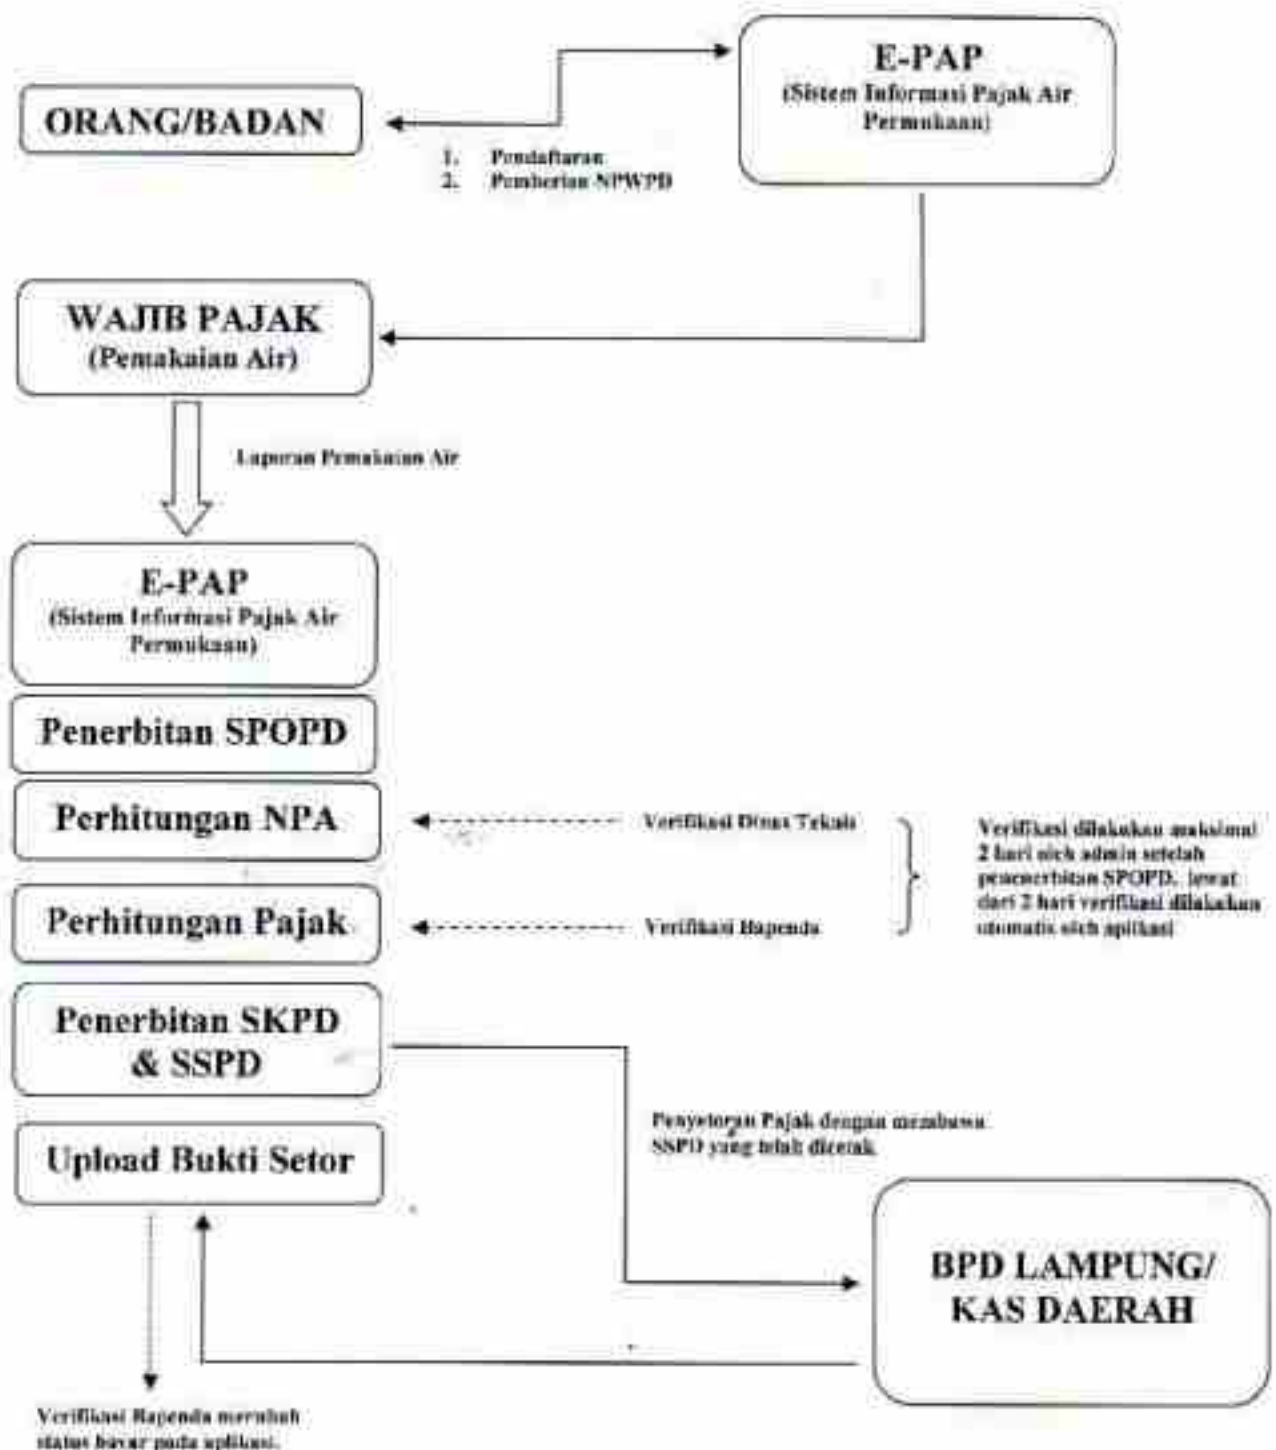 E-PAP
(Sistem Informasi Pajak Air
Permukaan)
ORANG/BADAN
1. Pendaftaran
2. Pemberian NPWPD
WAJIB PAJAK
(Pemakaian Air)
Laporan Pemakaian Air
E-PAP
(Sistem Informasi Pajak Air
Permukaan)
Penerbitan SPOPD
Perhitungan NPA
Verifikasi Dinas Teknis
Verifikasi dilakukan maksimal
2 hari oleh admin setelah
penenerbitan SPOPD, lewat
dari 2 hari verifikasi dilakukan
otomatis oleh aplikasi
Perhitungan Pajak
Verifikasi Bapenda
Penerbitan SKPD
& SSPD
Penyetoran Pajak dengan membawa
SSPD yang telah dicetak
Upload Bukti Setor
BPD LAMPUNG/
KAS DAERAH
Verifikasi Bapenda merubah
status bayar pada aplikasi.